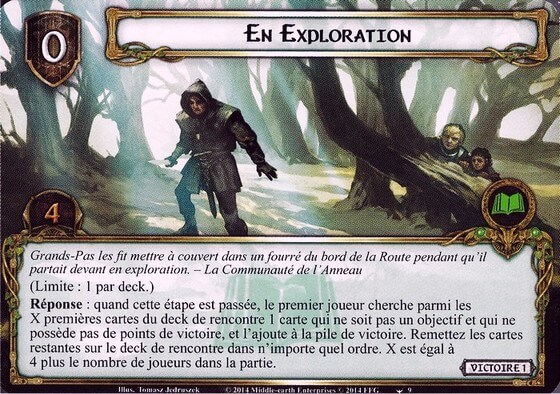 0
En Exploration
4
Grands-Pas les fit mettre à couvert dans un fourré du bord de la Route pendant qu'il
partait devant en exploration. – La Communauté de l'Anneau
(Limite : 1 par deck.)
Réponse : quand cette étape est passée, le premier joueur cherche parmi les
X premières cartes du deck de rencontre 1 carte qui ne soit pas un objectif et qui ne
possède pas de points de victoire, et l'ajoute à la pile de victoire. Remettez les cartes
restantes sur le deck de rencontre dans n'importe quel ordre. X est égal à
4 plus le nombre de joueurs dans la partie.
VICTOIRE 1
Illus. Tomasz Jedruszek © 2014 Middle-earth Enterprises © 2014 FFG 9